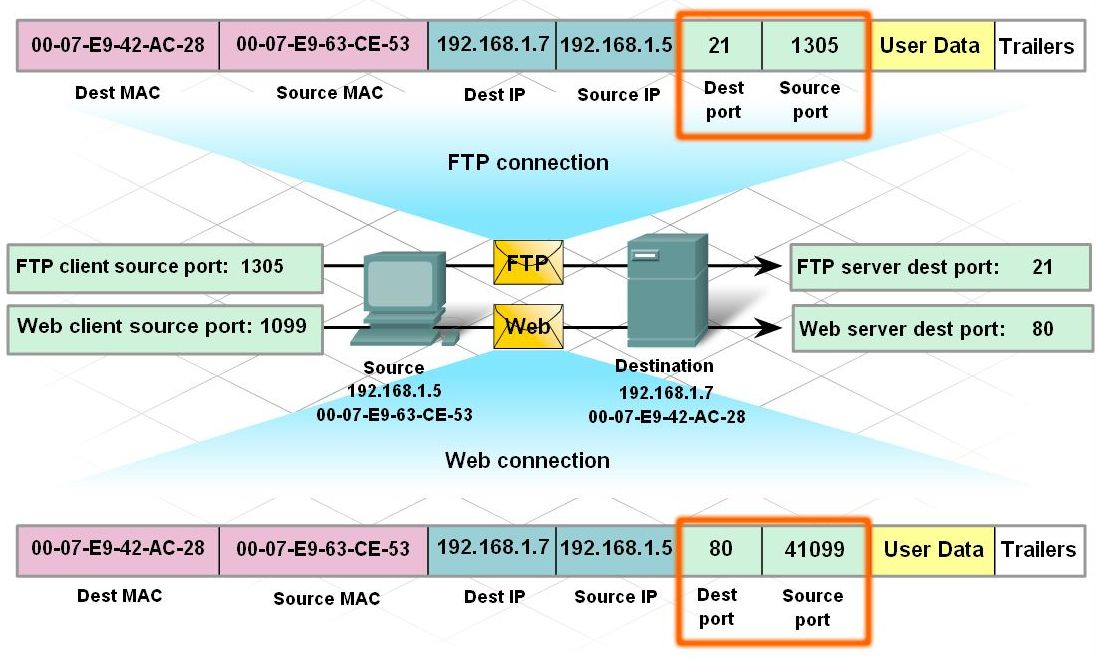 00-07-E9-42-AC-28 00-07-E9-63-CE-53 192.168.1.7 192.168.1.5 21 1305 User Data Trailers
Dest MAC Source MAC Dest IP Source IP Dest port Source port
FTP connection
FTP client source port: 1305
FTP
FTP server dest port: 21
Web client source port: 1099
Web
Web server dest port: 80
Source
192.168.1.5
00-07-E9-63-CE-53
Destination
192.168.1.7
00-07-E9-42-AC-28
Web connection
00-07-E9-42-AC-28 00-07-E9-63-CE-53 192.168.1.7 192.168.1.5 80 41099 User Data Trailers
Dest MAC Source MAC Dest IP Source IP Dest port Source port